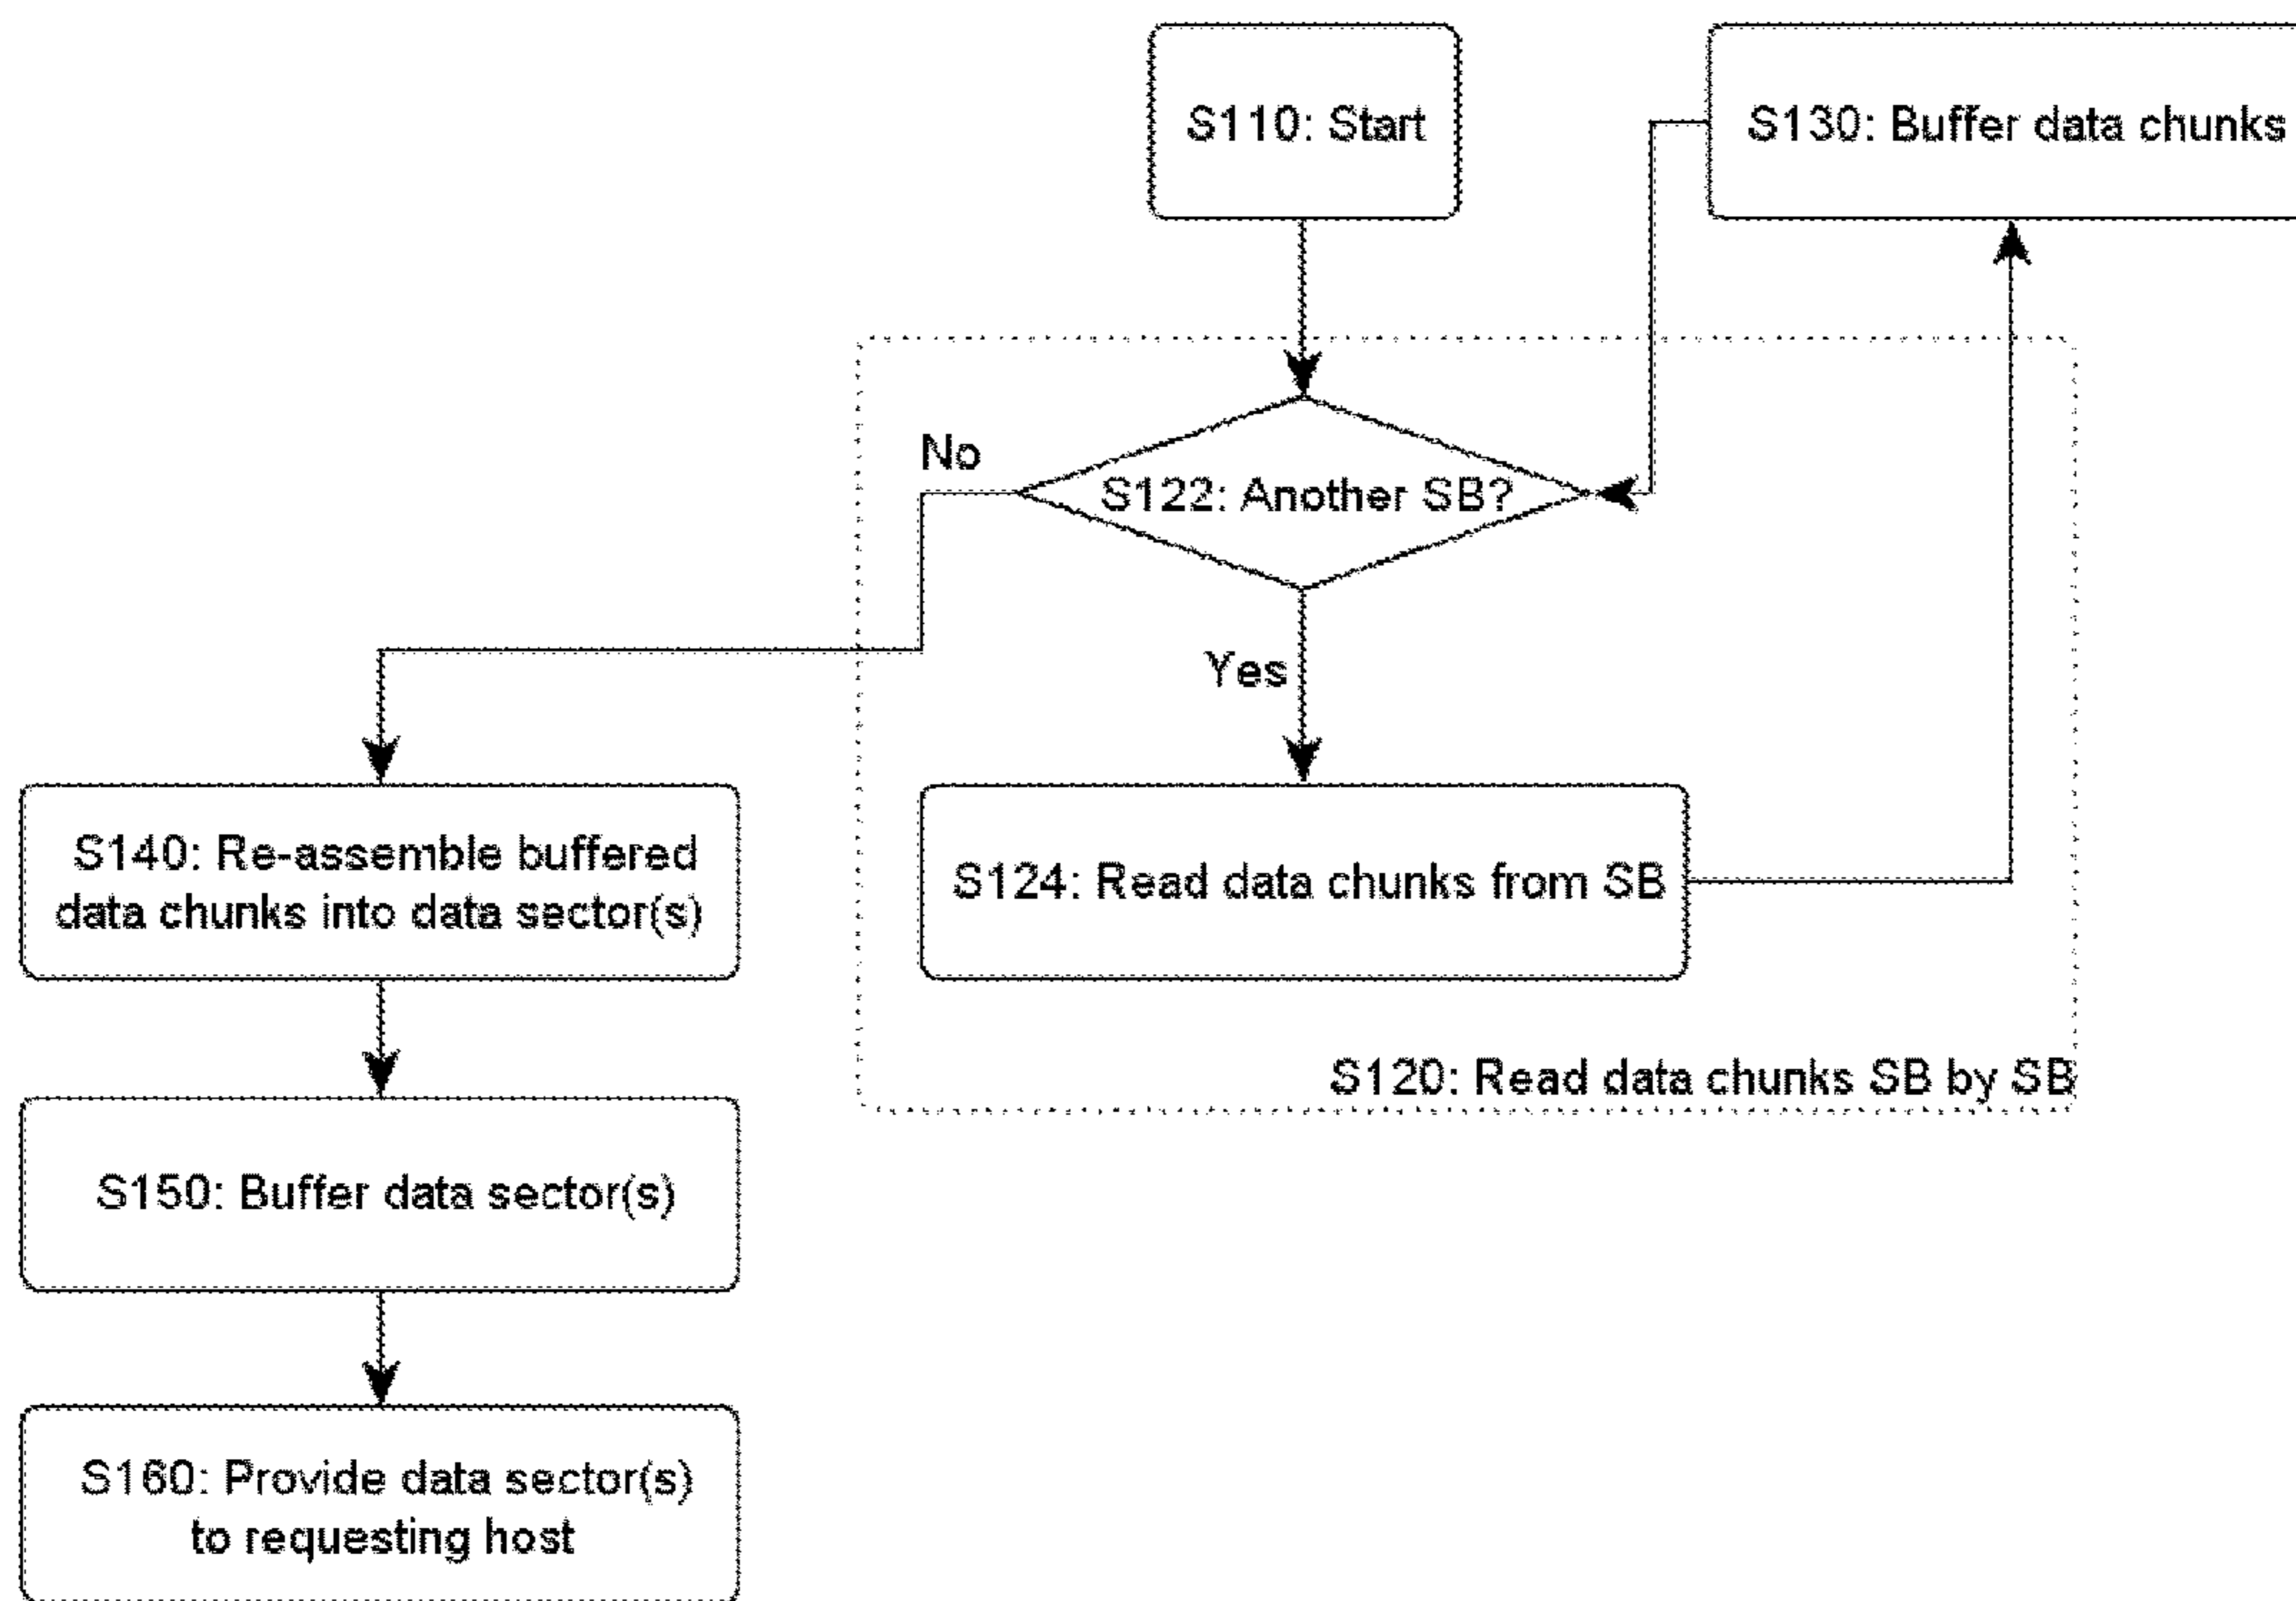 S110: Start
S130: Buffer data chunks
No
S122: Another SB?
Yes
S140: Re-assemble buffered
data chunks into data sector(s)
S124: Read data chunks from SB
S120: Read data chunks SB by SB
S150: Buffer data sector(s)
S160: Provide data sector(s)
to requesting host